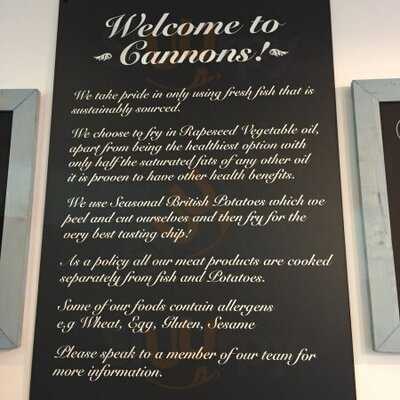 Welcome to
Cannons!
We take pride in only using fresh fish that is
sustainably sourced.
We choose to fry in Rapeseed Vegetable oil,
apart from being the healthiest option with
only half the saturated fats of any other oil
it is proven to have other health benefits.
We use Seasonal British Potatoes which we
peel and cut ourselves and then fry for the
very best tasting chip!
As a policy all our meat products are cooked
separately from fish and Potatoes.
Some of our foods contain allergens
e.g Wheat, Egg, Gluten, Sesame
Please speak to a member of our team for
more information.